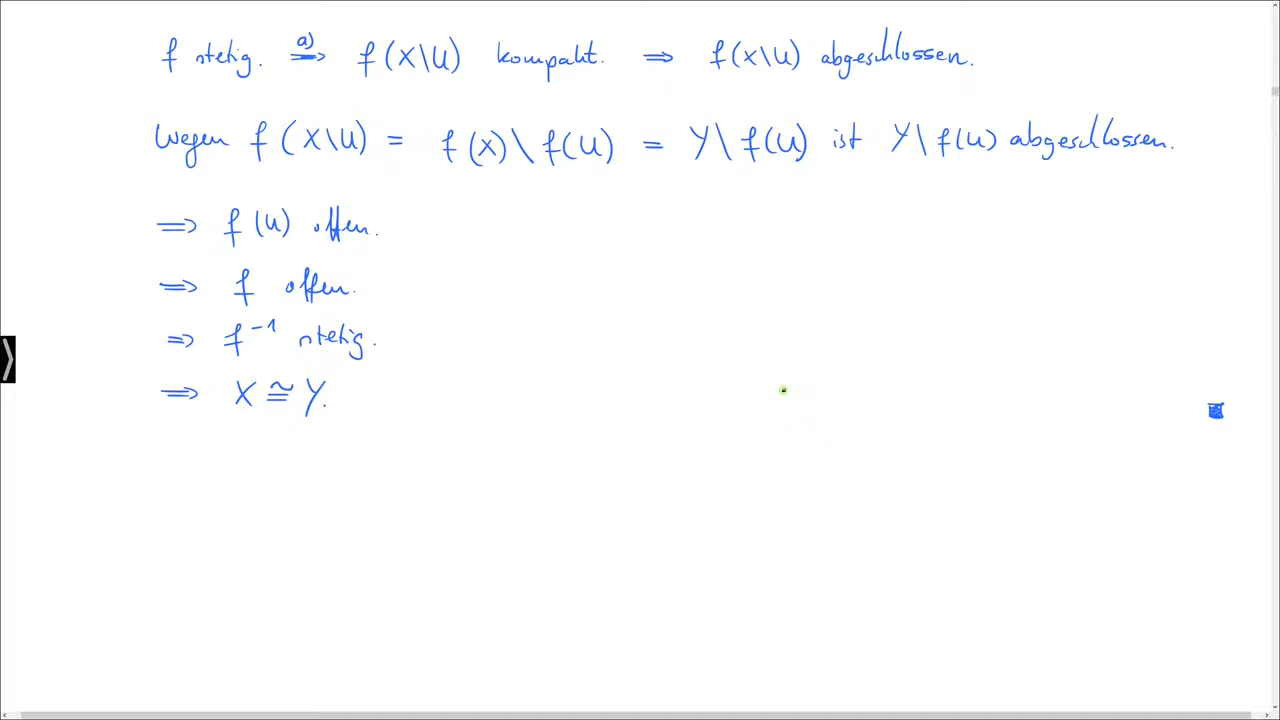 f stetig. a) ⟹ f(X\U) kompakt. ⟹ f(X\U) abgeschlossen.
Wegen f(X\U) = f(X)\f(U) = Y\f(U) ist Y\f(U) abgeschlossen.
⟹ f(U) offen.
⟹ f offen.
⟹ f⁻¹ stetig.
⟹ X ≅ Y.